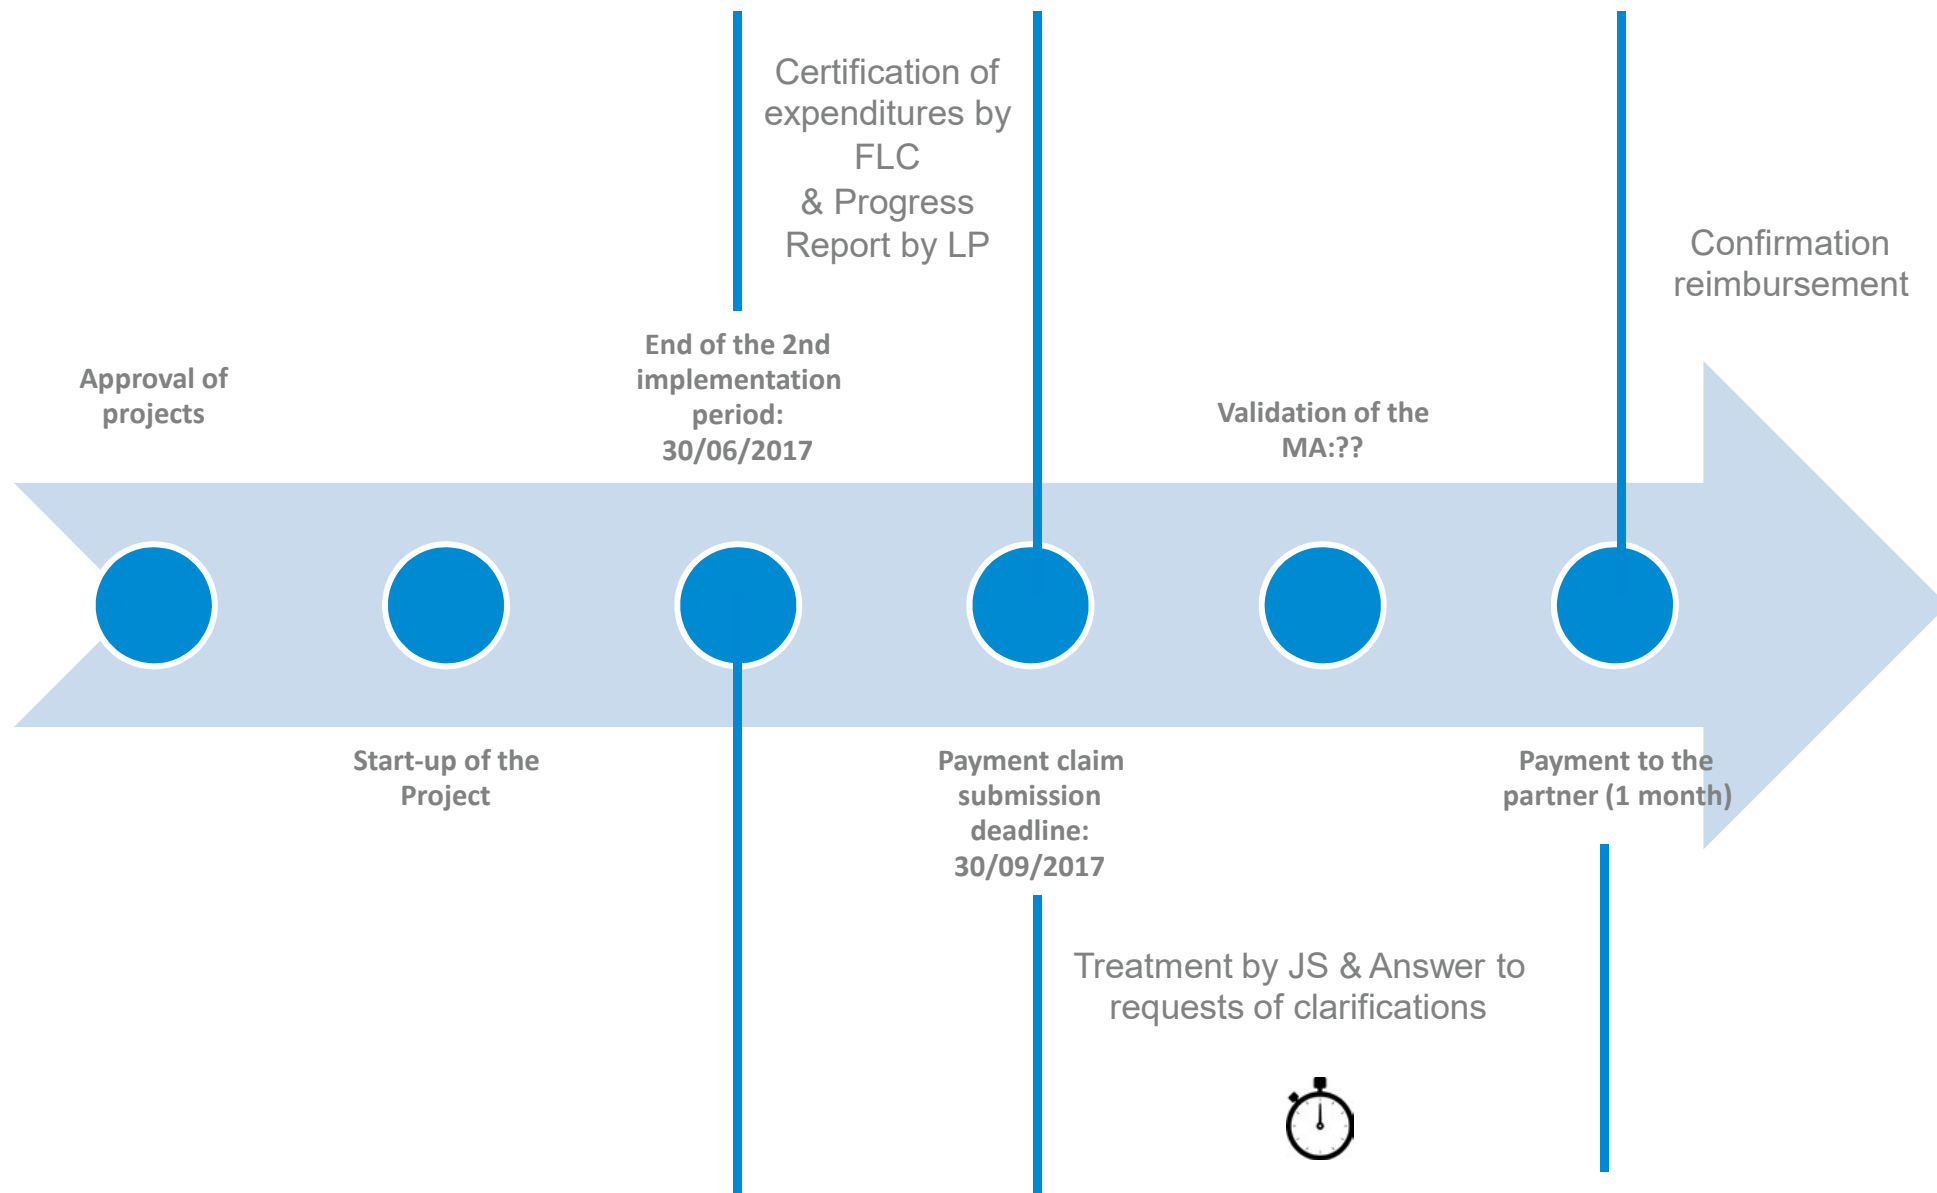 Certification of
expenditures by
FLC
& Progress
Report by LP
Confirmation
reimbursement
Approval of
projects
End of the 2nd
implementation
period:
30/06/2017
Validation of the
MA:??
Start-up of the
Project
Payment claim
submission
deadline:
30/09/2017
Payment to the
partner (1 month)
Treatment by JS & Answer to
requests of clarifications